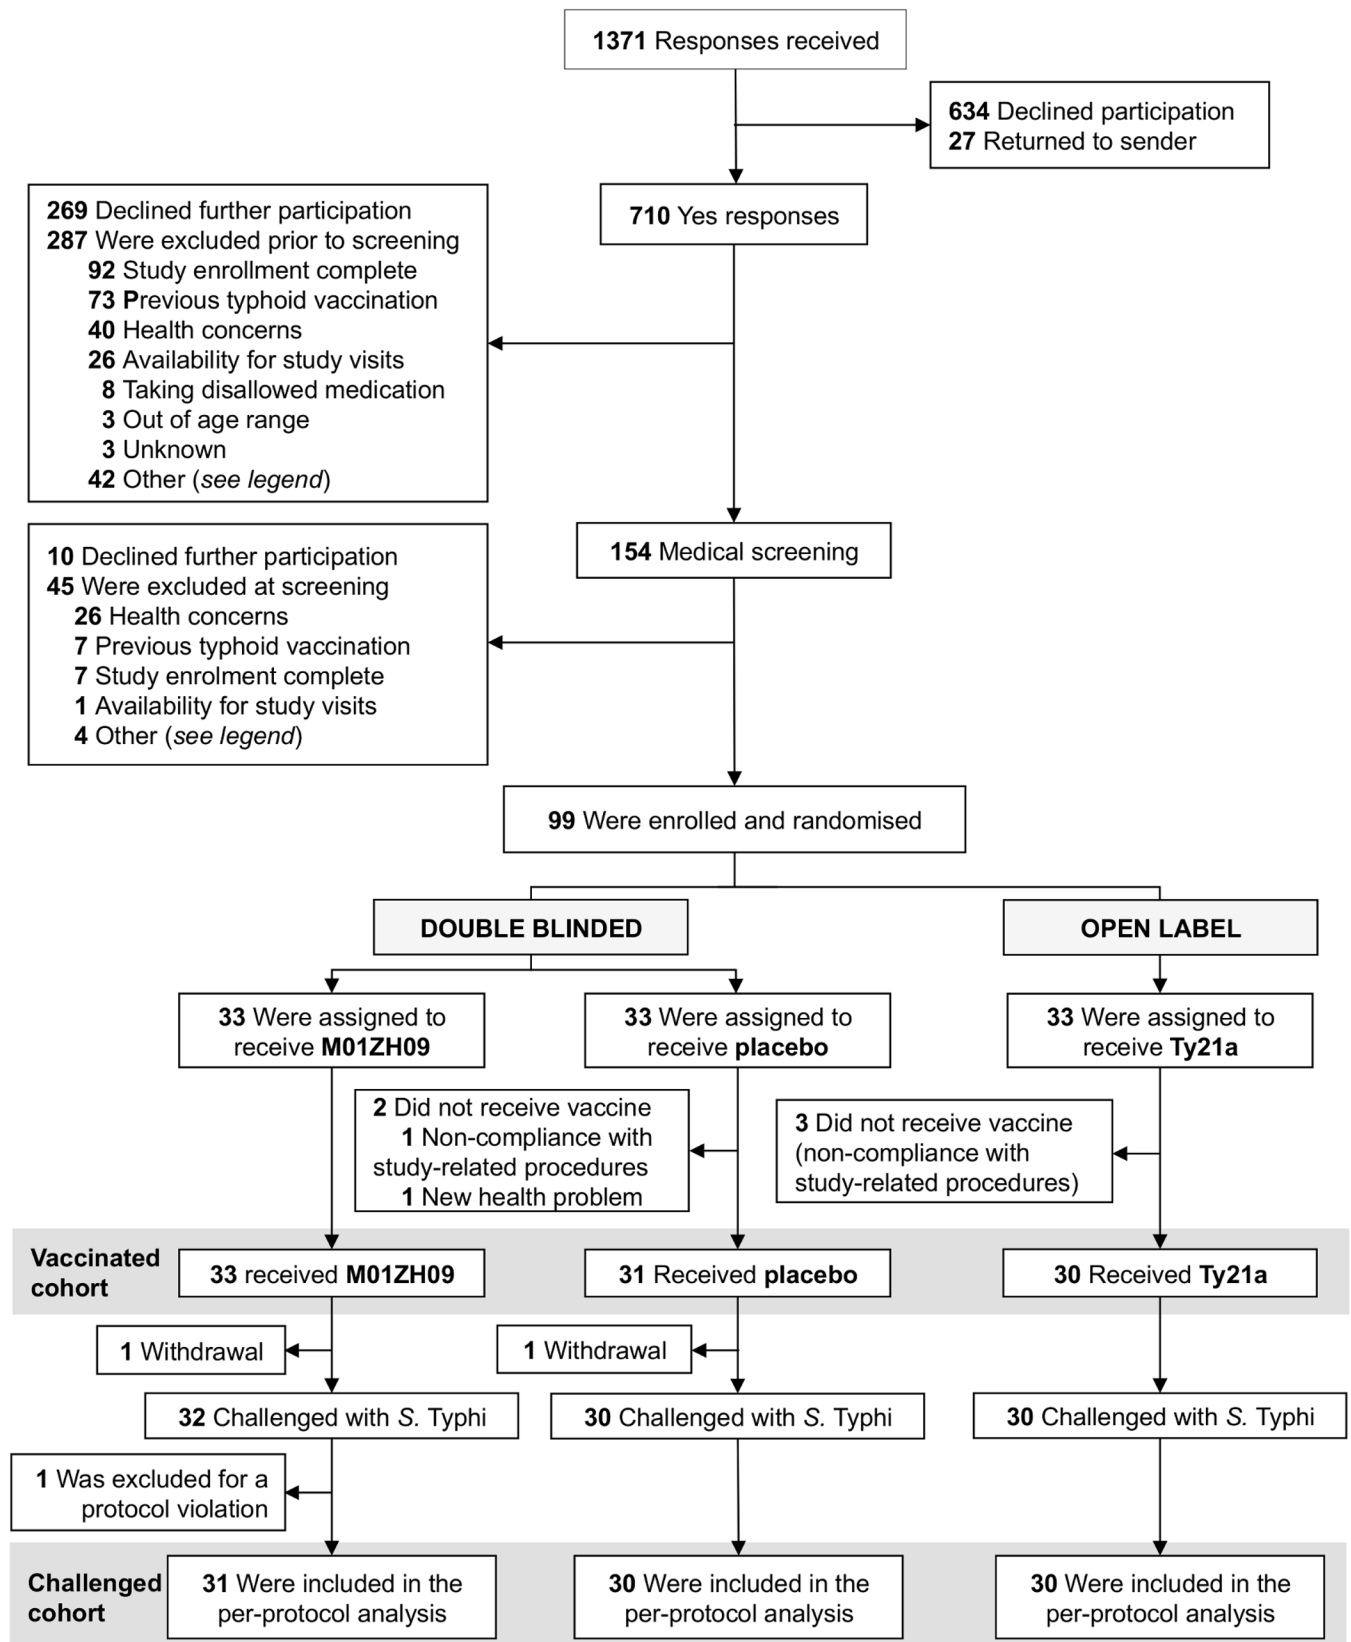 1371 Responses received
634 Declined participation
27 Returned to sender
710 Yes responses
269 Declined further participation
287 Were excluded prior to screening
92 Study enrollment complete
73 Previous typhoid vaccination
40 Health concerns
26 Availability for study visits
8 Taking disallowed medication
3 Out of age range
3 Unknown
42 Other (see legend)
154 Medical screening
10 Declined further participation
45 Were excluded at screening
26 Health concerns
7 Previous typhoid vaccination
7 Study enrolment complete
1 Availability for study visits
4 Other (see legend)
99 Were enrolled and randomised
DOUBLE BLINDED
OPEN LABEL
33 Were assigned to
receive M01ZH09
33 Were assigned to
receive placebo
33 Were assigned to
receive Ty21a
2 Did not receive vaccine
1 Non-compliance with
study-related procedures
1 New health problem
3 Did not receive vaccine
(non-compliance with
study-related procedures)
Vaccinated
cohort
33 received M01ZH09
31 Received placebo
30 Received Ty21a
1 Withdrawal
1 Withdrawal
32 Challenged with S. Typhi
30 Challenged with S. Typhi
30 Challenged with S. Typhi
1 Was excluded for a
protocol violation
Challenged
cohort
31 Were included in the
per-protocol analysis
30 Were included in the
per-protocol analysis
30 Were included in the
per-protocol analysis